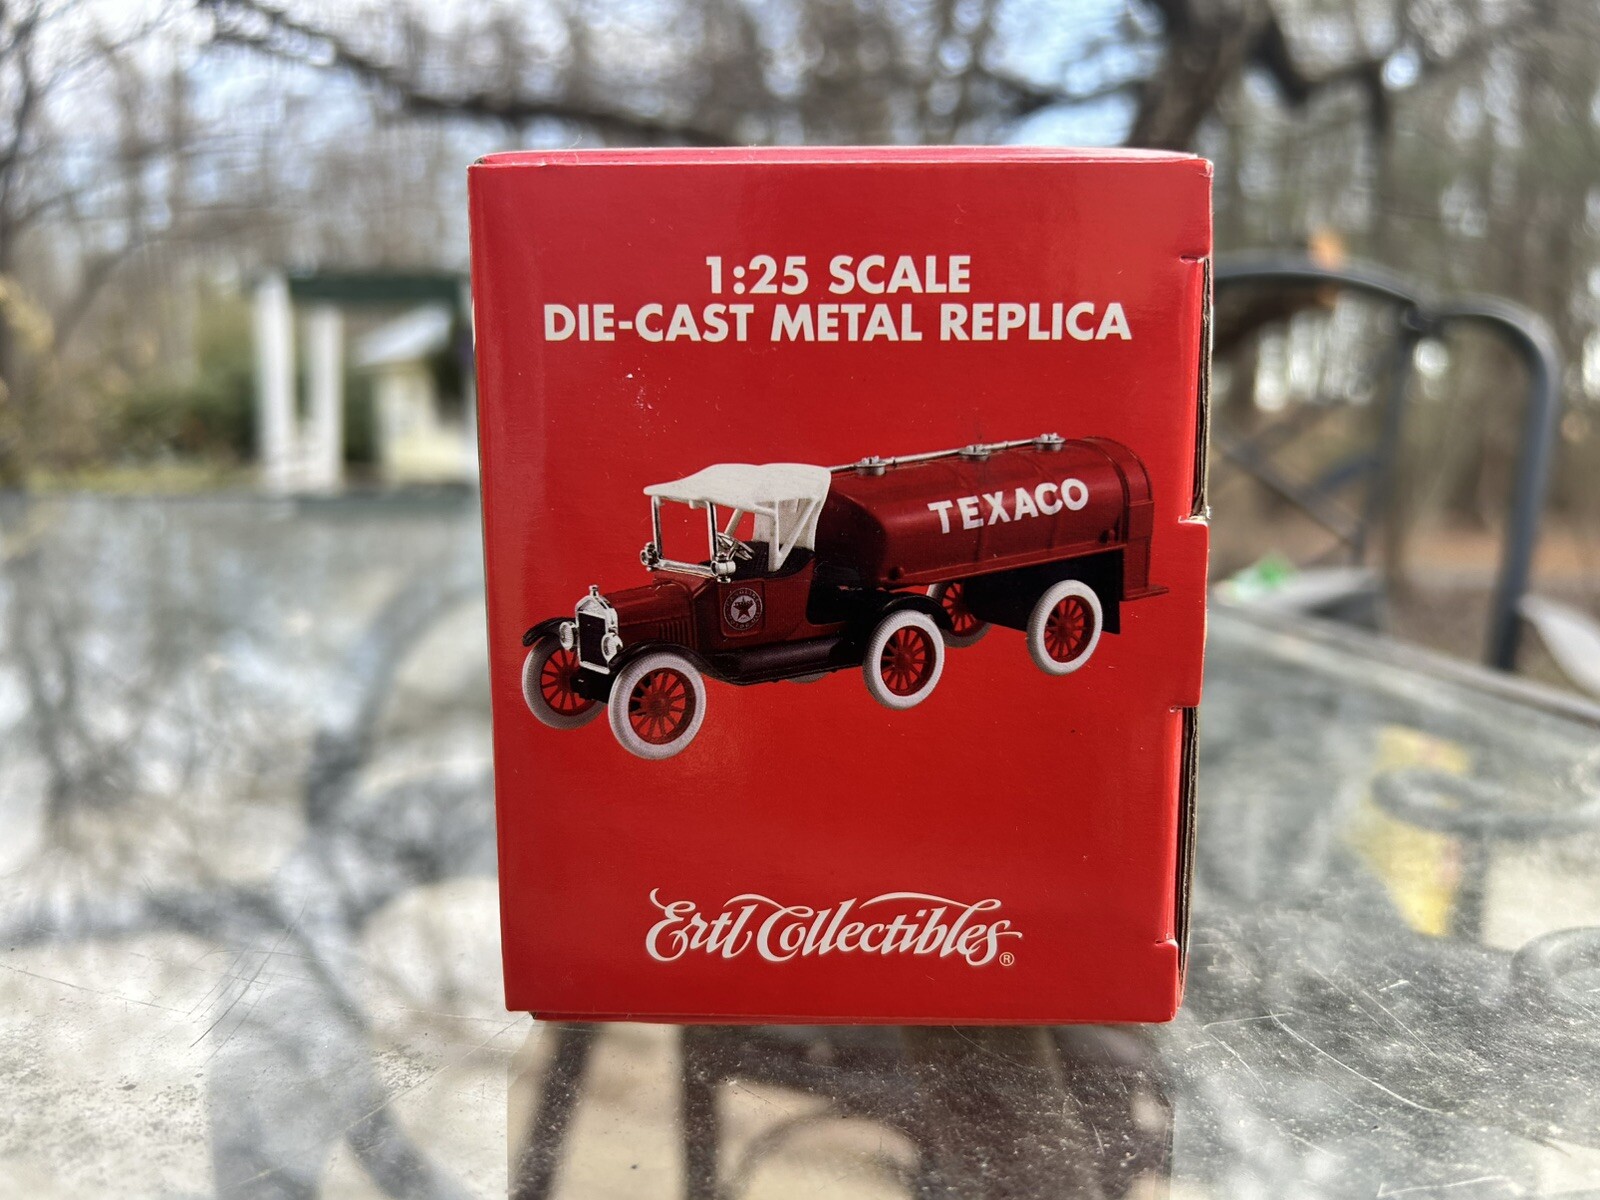 1:25 SCALE
DIE-CAST METAL REPLICA
TEXACO
Ertl Collectibles®